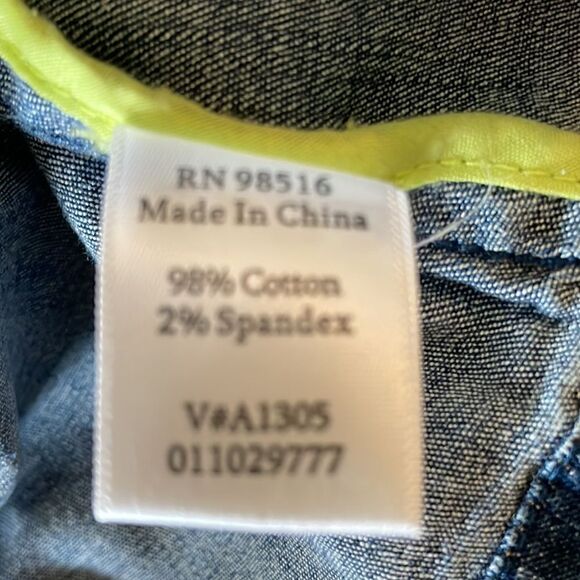 RN 98516
Made In China
98% Cotton
2% Spandex
V#A1305
011029777